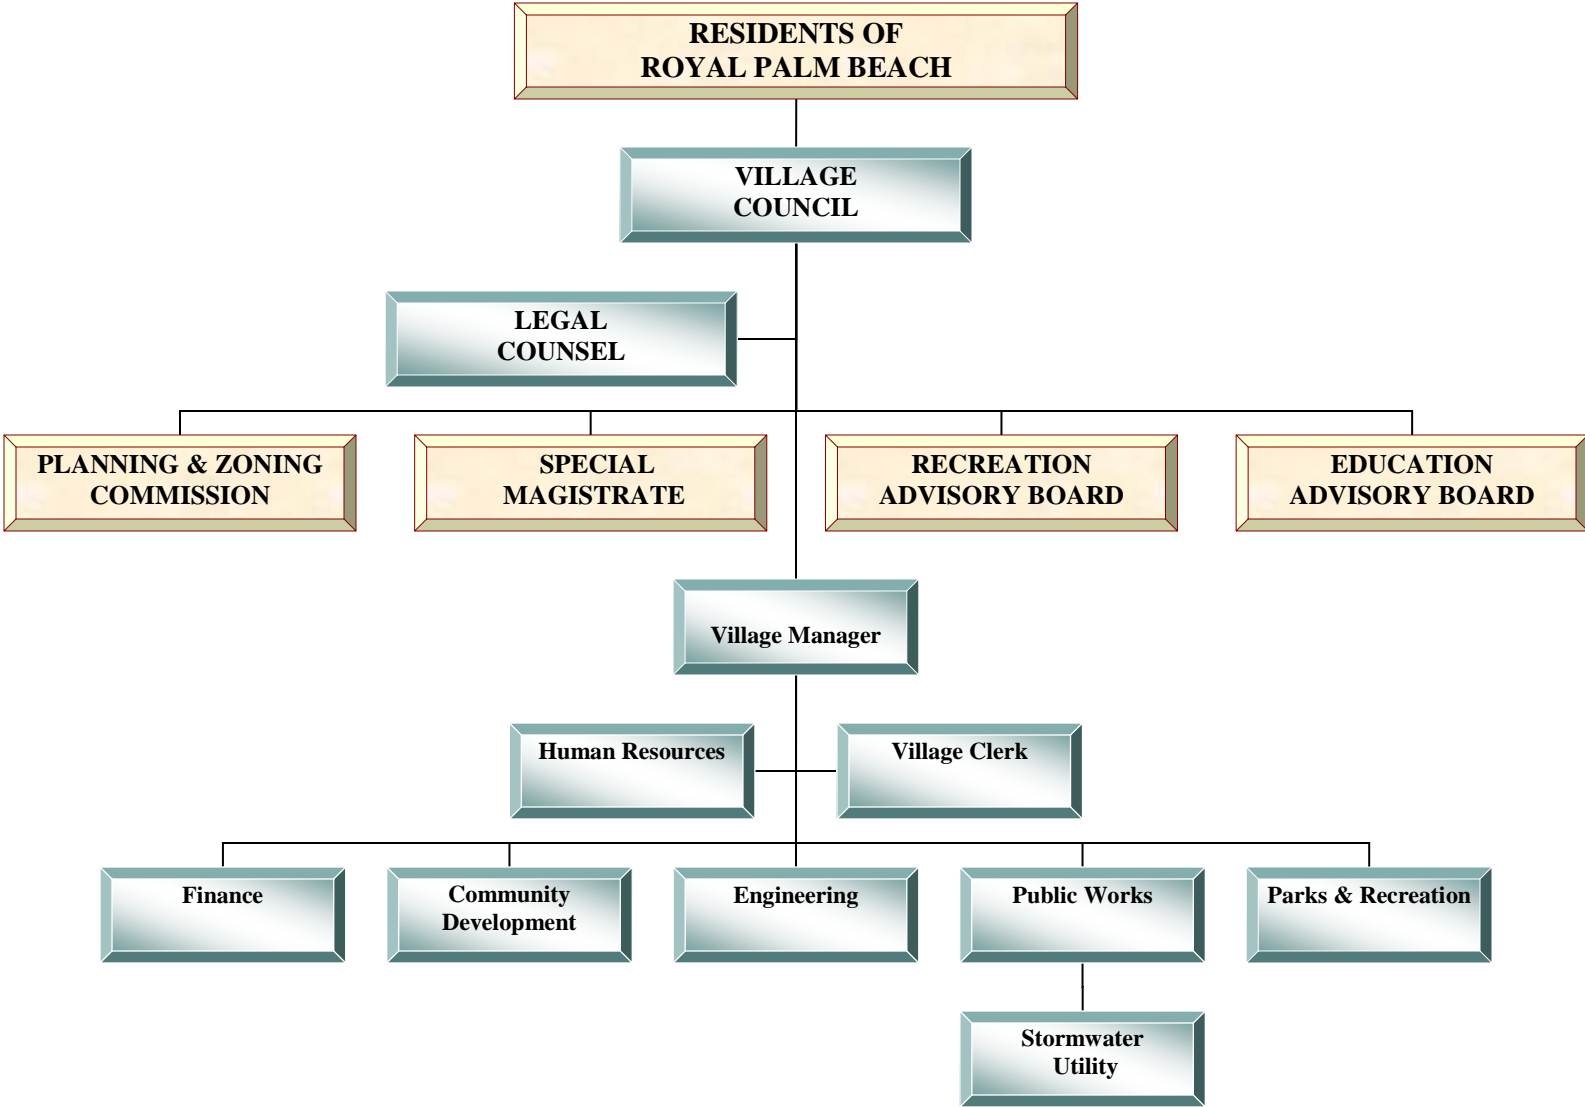 RESIDENTS OF
ROYAL PALM BEACH
VILLAGE
COUNCIL
LEGAL
COUNSEL
PLANNING & ZONING
COMMISSION
SPECIAL
MAGISTRATE
RECREATION
ADVISORY BOARD
EDUCATION
ADVISORY BOARD
Village Manager
Human Resources
Village Clerk
Finance
Community
Development
Engineering
Public Works
Parks & Recreation
Stormwater
Utility